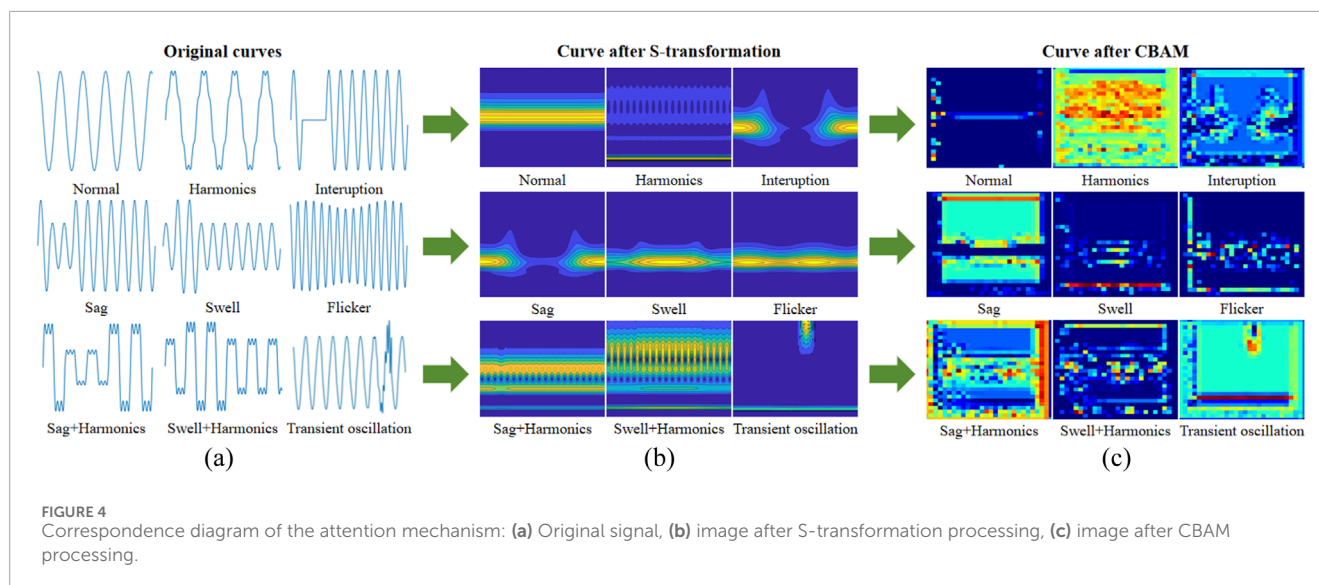 Original curves Curve after S-transformation Curve after CBAM
Normal Harmonics Interuption Normal Harmonics Interuption Normal Harmonics Interuption
Sag Swell Flicker Sag Swell Flicker Sag Swell Flicker
Sag+Harmonics Swell+Harmonics Transient oscillation Sag+Harmonics Swell+Harmonics Transient oscillation Sag+Harmonics Swell+Harmonics Transient oscillation
(a) (b) (c)
FIGURE 4
Correspondence diagram of the attention mechanism: (a) Original signal, (b) image after S-transformation processing, (c) image after CBAM
processing.